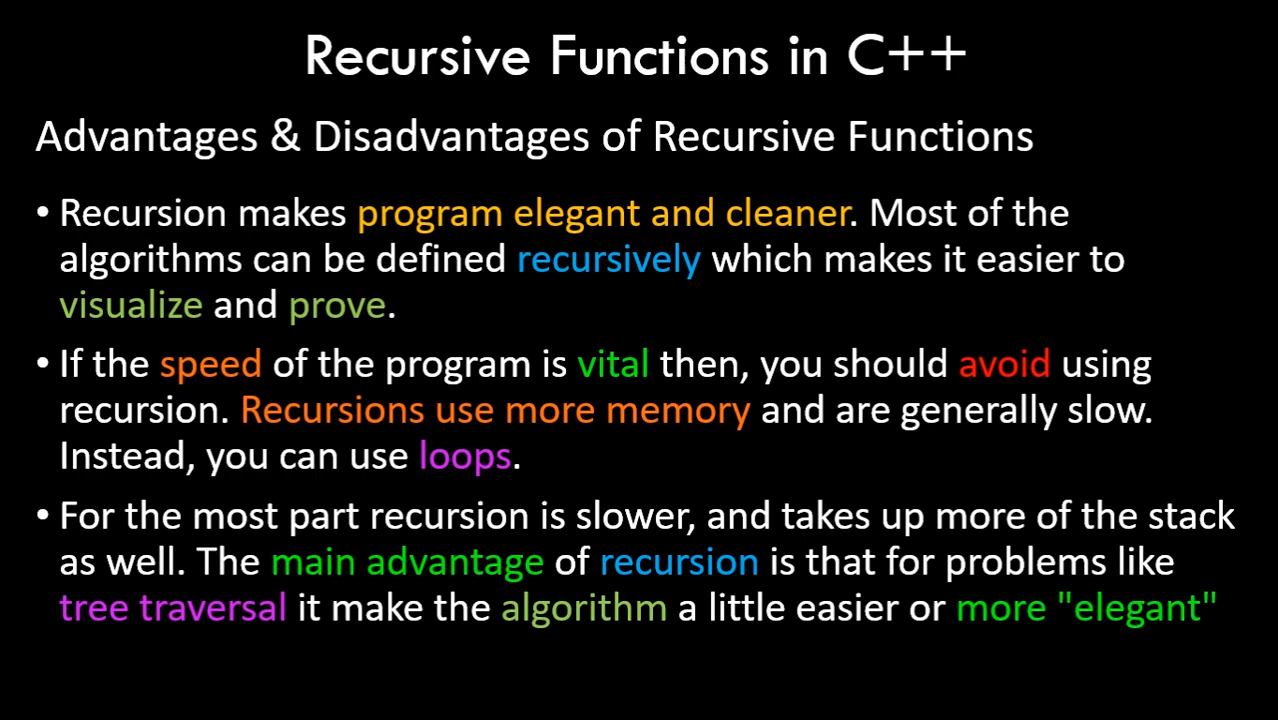 Recursive Functions in C++
Advantages & Disadvantages of Recursive Functions
• Recursion makes program elegant and cleaner. Most of the
algorithms can be defined recursively which makes it easier to
visualize and prove.
• If the speed of the program is vital then, you should avoid using
recursion. Recursions use more memory and are generally slow.
Instead, you can use loops.
• For the most part recursion is slower, and takes up more of the stack
as well. The main advantage of recursion is that for problems like
tree traversal it make the algorithm a little easier or more "elegant"